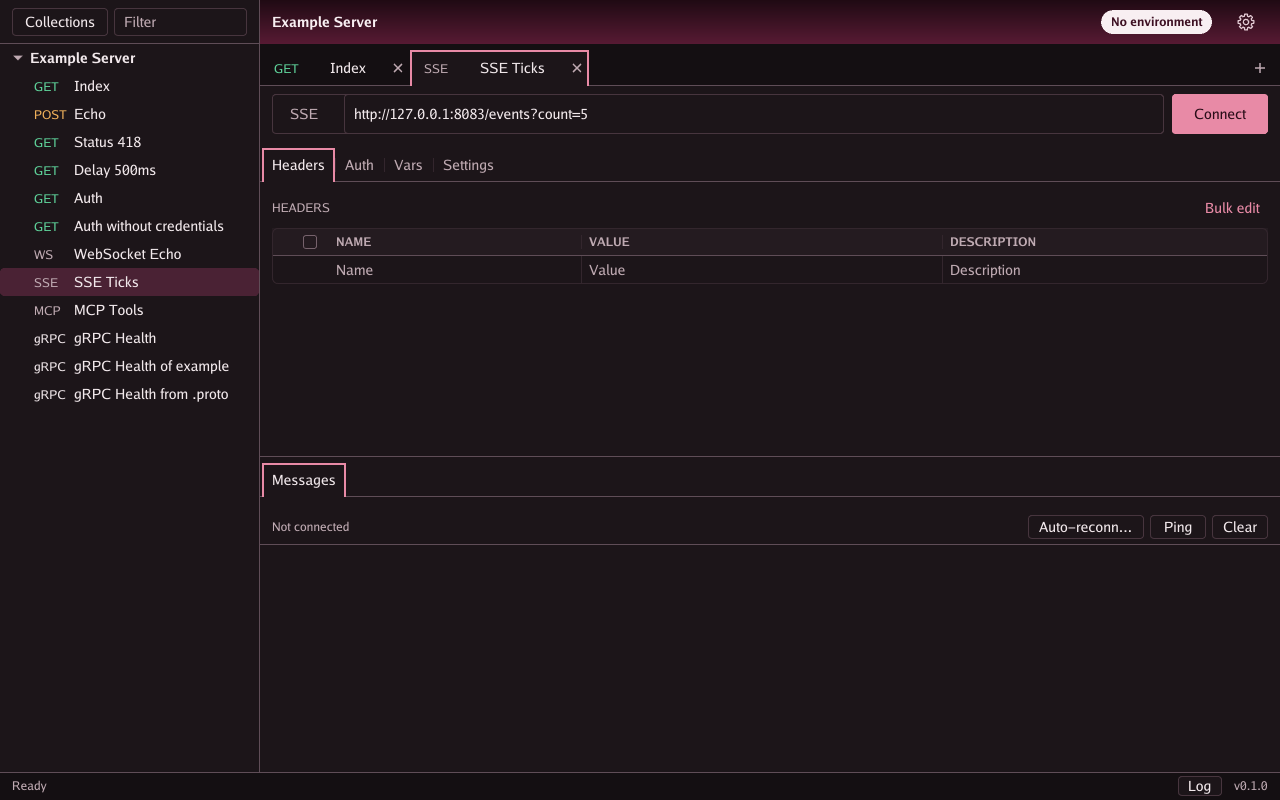 Collections
Filter
Example Server
No environment
Example Server
GET Index
POST Echo
GET Status 418
GET Delay 500ms
GET Auth
GET Auth without credentials
WS WebSocket Echo
SSE SSE Ticks
MCP MCP Tools
gRPC gRPC Health
gRPC gRPC Health of example
gRPC gRPC Health from .proto
GET Index
SSE SSE Ticks
SSE http://127.0.0.1:8083/events?count=5 Connect
Headers Auth Vars Settings
HEADERS Bulk edit
NAME VALUE DESCRIPTION
Name Value Description
Messages
Not connected Auto-reconn... Ping Clear
Ready Log v0.1.0